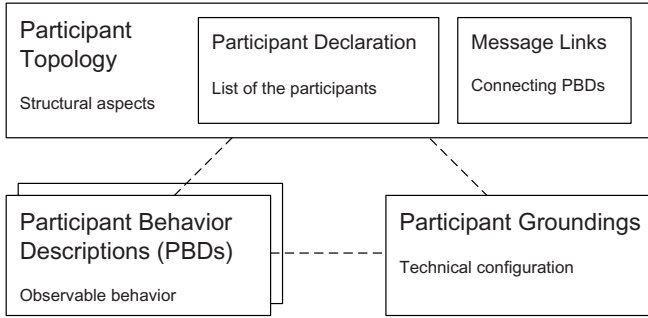 Participant
Topology
Structural aspects
Participant Declaration
List of the participants
Message Links
Connecting PBDs
Participant Behavior
Descriptions (PBDs)
Observable behavior
Participant Groundings
Technical configuration